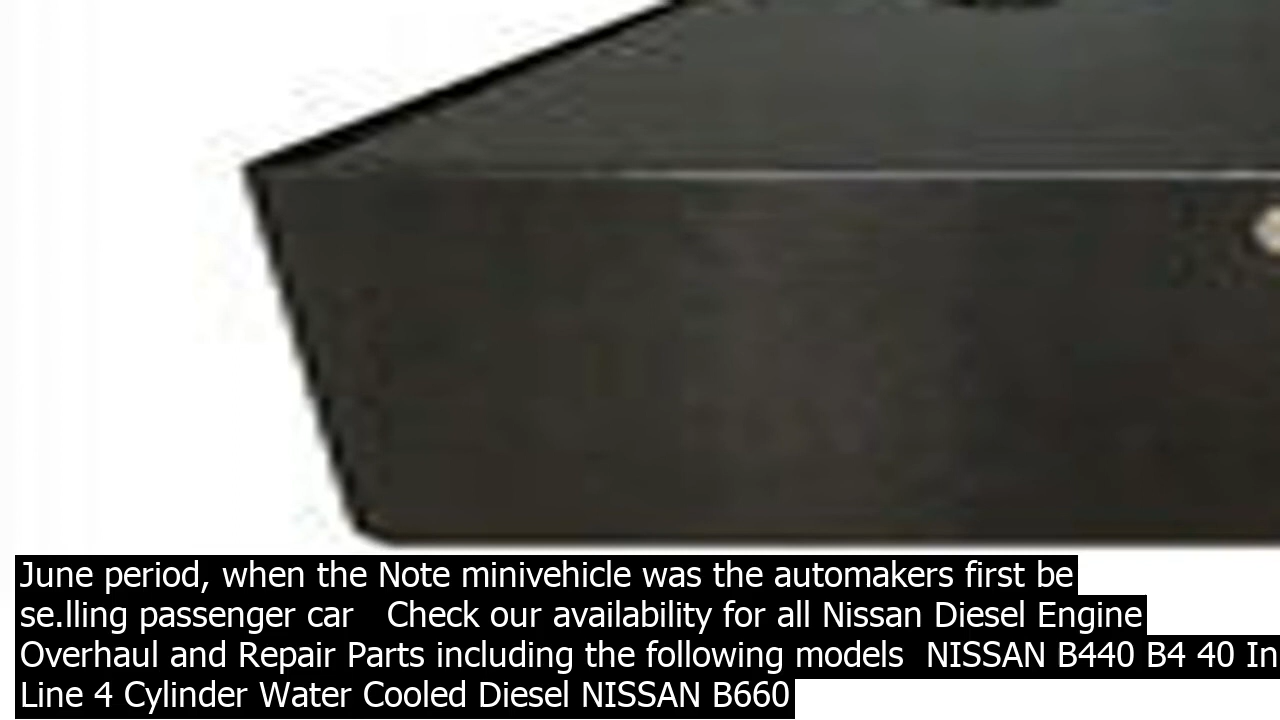 June period, when the Note minivehicle was the automakers first be
se.lling passenger car   Check our availability for all Nissan Diesel Engine
Overhaul and Repair Parts including the following models  NISSAN B440 B4 40 In
Line 4 Cylinder Water Cooled Diesel NISSAN B660